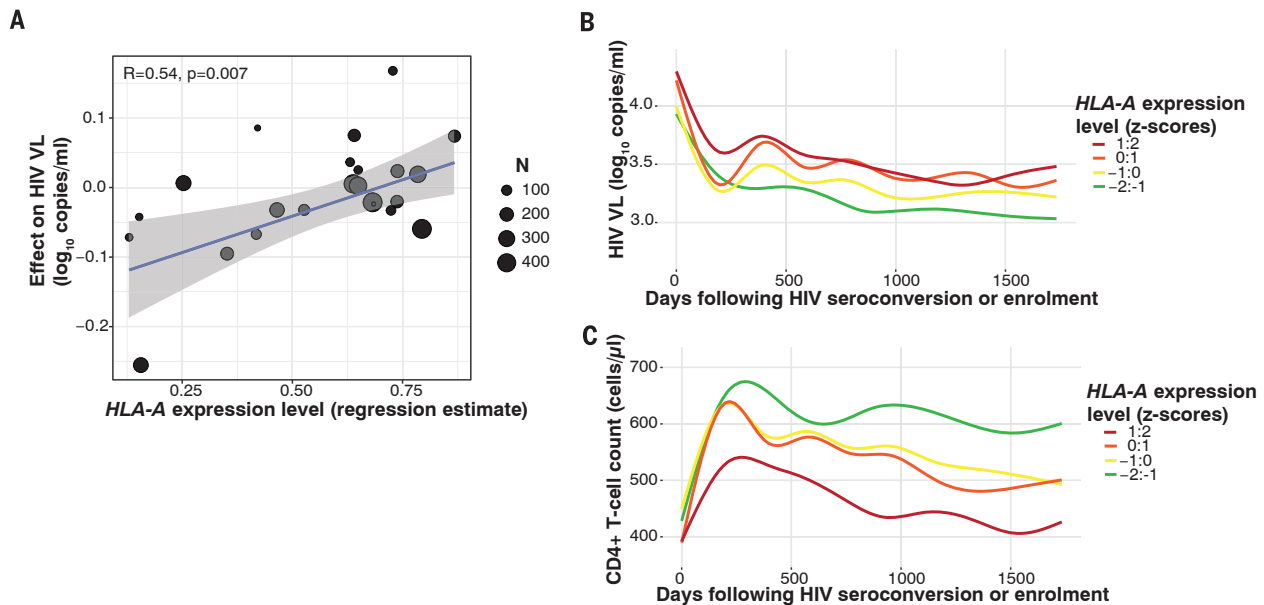 A
R=0.54, p=0.007
0.1
0.0
−0.1
−0.2
Effect on HIV VL
(log10 copies/ml)
0.25 0.50 0.75
HLA-A expression level (regression estimate)
N
100
200
300
400
B
HIV VL (log10 copies/ml)
4.0
3.5
3.0
0 500 1000 1500
Days following HIV seroconversion or enrolment
HLA-A expression
level (z-scores)
1:2
0:1
−1:0
−2:-1
C
CD4+ T-cell count (cells/µl)
700
600
500
400
0 500 1000 1500
Days following HIV seroconversion or enrolment
HLA-A expression
level (z-scores)
1:2
0:1
−1:0
−2:-1